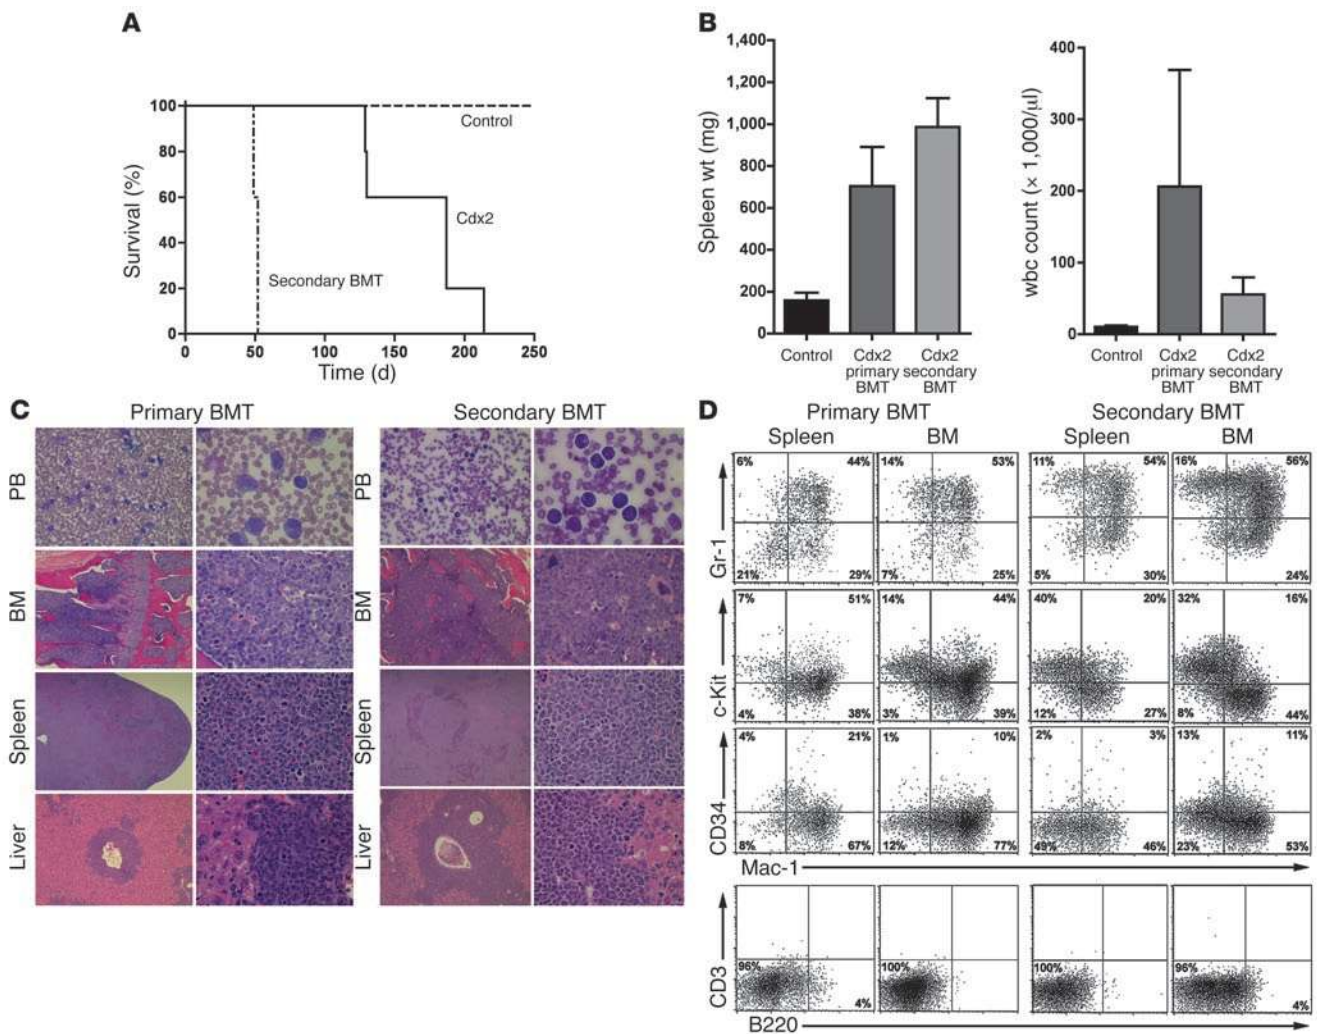 A
Survival (%)
100
80
60
40
20
0
Control
Cdx2
Secondary BMT
0 50 100 150 200 250
Time (d)
B
Spleen wt (mg)
1,400
1,200
1,000
800
600
400
200
0
Control
Cdx2
primary
BMT
Cdx2
secondary
BMT
wbc count (× 1,000/μl)
400
300
200
100
0
Control
Cdx2
primary
BMT
Cdx2
secondary
BMT
C
Primary BMT Secondary BMT
PB PB
BM BM
Spleen Spleen
Liver Liver
D
Primary BMT Secondary BMT
Spleen BM Spleen BM
Gr-1
6% 44% 14% 53% 11% 54% 16% 56%
21% 29% 7% 25% 5% 30% 24%
c-Kit
7% 51% 14% 44% 40% 20% 32% 16%
4% 38% 3% 39% 12% 27% 8% 44%
CD34
4% 21% 1% 10% 2% 3% 13% 11%
8% 67% 12% 77% 49% 46% 23% 53%
Mac-1
CD3
96% 100% 100% 96%
4% 4%
B220